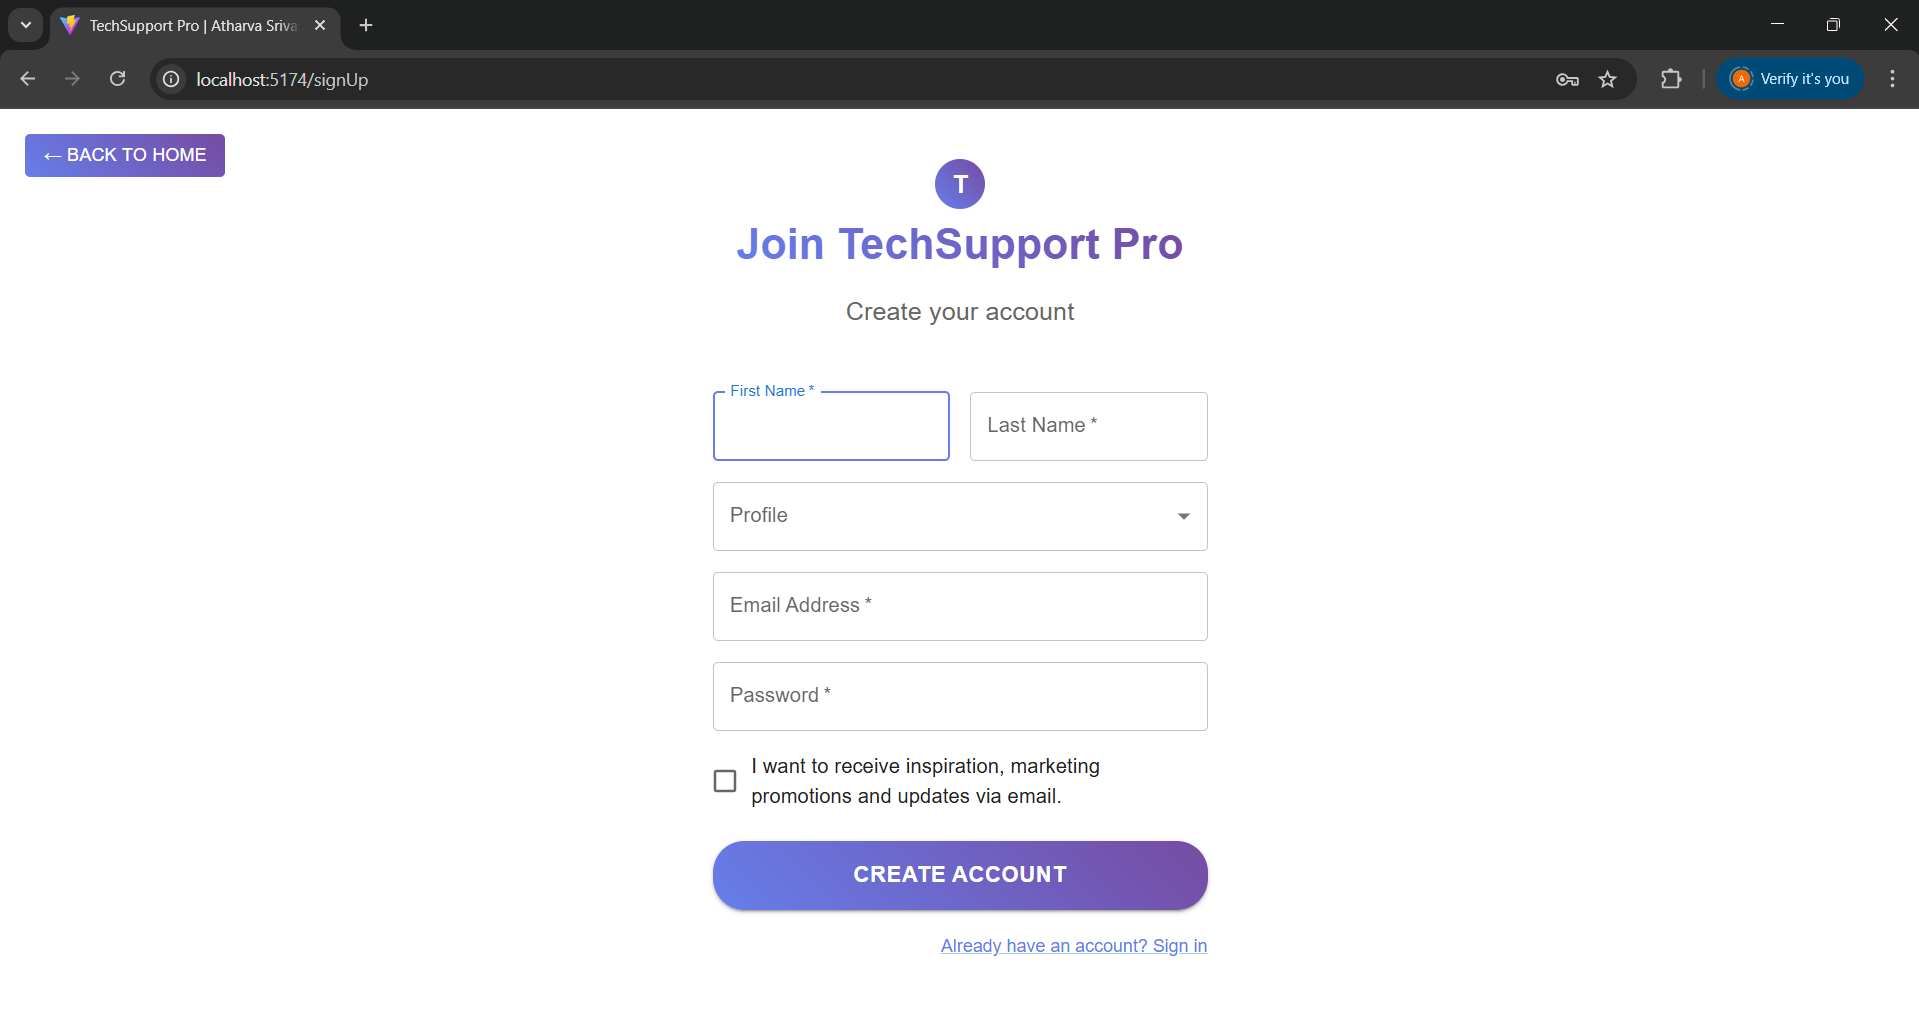 TechSupport Pro | Atharva Sriva
localhost:5174/signUp
A
Verify it's you
← BACK TO HOME
T
Join TechSupport Pro
Create your account
First Name *
Last Name *
Profile
Email Address *
Password *
I want to receive inspiration, marketing
promotions and updates via email.
CREATE ACCOUNT
Already have an account? Sign in